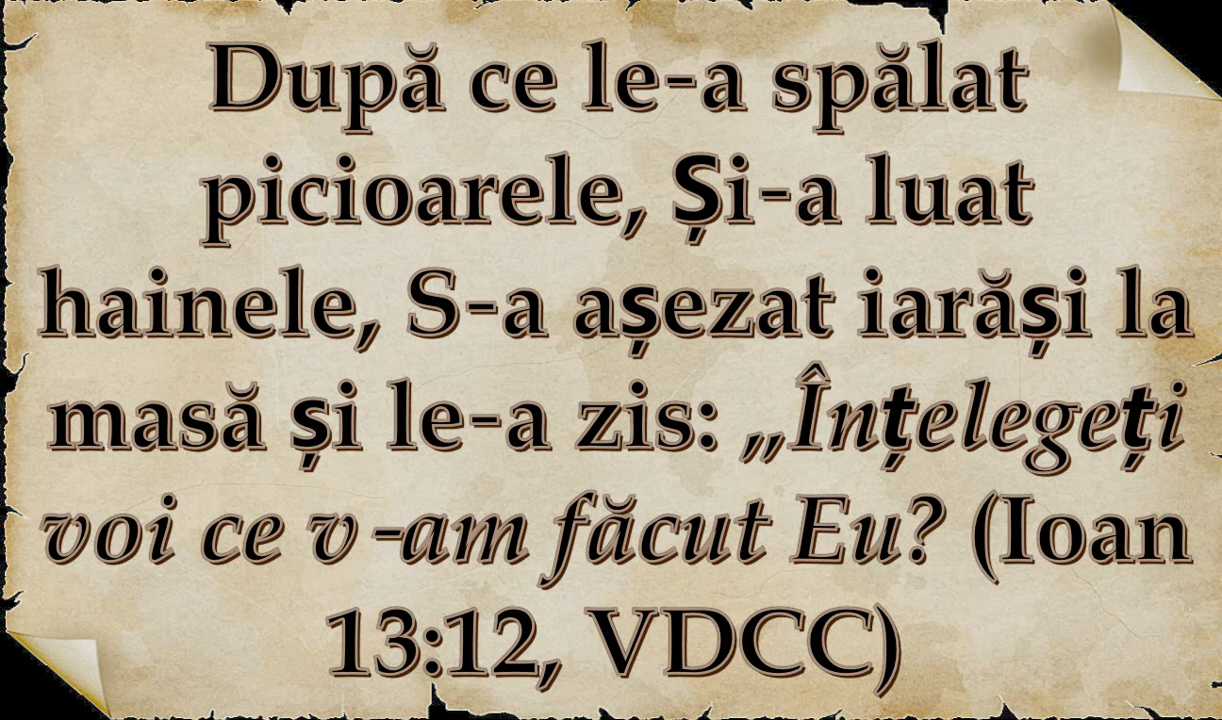 După ce le-a spălat
picioarele, Și-a luat
hainele, S-a așezat iarăși la
masă și le-a zis: „Înțelegeți
voi ce v-am făcut Eu? (Ioan
13:12, VDCC)